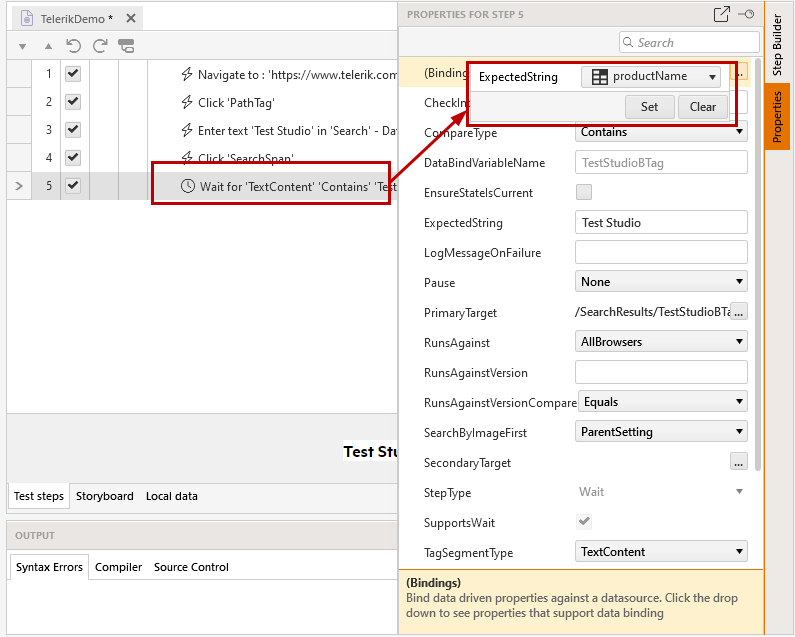 TelerikDemo *
PROPERTIES FOR STEP 5
Search
1 Navigate to : 'https://www.telerik.com
2 Click 'PathTag'
3 Enter text 'Test Studio' in 'Search' - Da
4 Click 'SearchSpan'
5 Wait for 'TextContent' 'Contains' 'Test
(Binding
...
ExpectedString productName
Set Clear
CheckInt
CompareType Contains
DataBindVariableName TestStudioBTag
EnsureStateIsCurrent
ExpectedString Test Studio
LogMessageOnFailure
Pause None
PrimaryTarget /SearchResults/TestStudioBTa ...
RunsAgainst AllBrowsers
RunsAgainstVersion
RunsAgainstVersionCompare Equals
SearchByImageFirst ParentSetting
SecondaryTarget ...
StepType Wait
SupportsWait
TagSegmentType TextContent
(Bindings)
Bind data driven properties against a datasource. Click the drop
down to see properties that support data binding
Test Stu
Test steps Storyboard Local data
OUTPUT
Syntax Errors Compiler Source Control
Step Builder
Properties